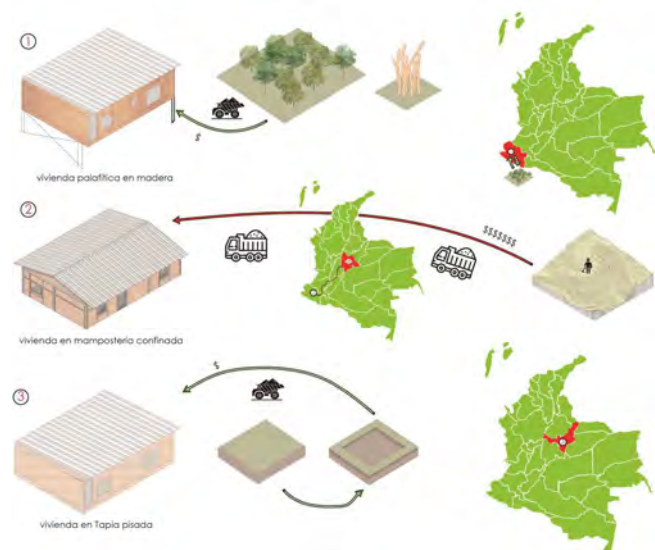 1
$
vivienda palafítica en madera
2
$$$$$$$
vivienda en mampostería confinada
3
$
vivienda en Tapia pisada